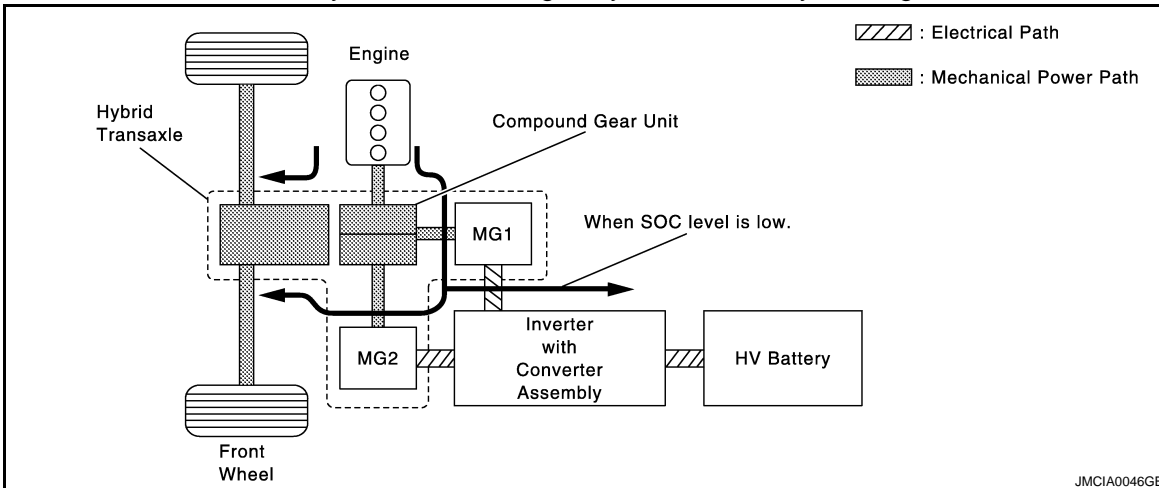 : Electrical Path
: Mechanical Power Path
Engine
Hybrid
Transaxle
Compound Gear Unit
MG1
When SOC level is low.
MG2
Inverter
with
Converter
Assembly
HV Battery
Front
Wheel
JMCIA0046GB